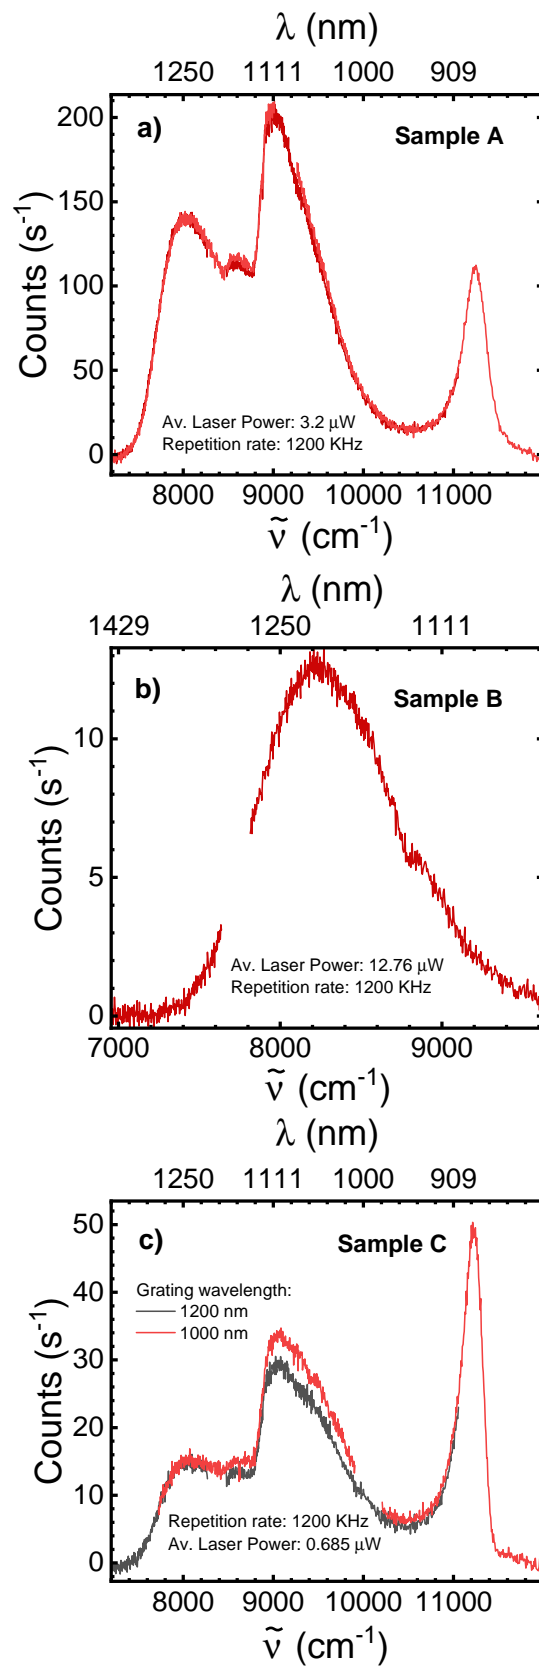 λ (nm)
1250 1111 1000 909
a)
Sample A
200
150
100
50
0
Counts (s⁻¹)
Av. Laser Power: 3.2 μW
Repetition rate: 1200 KHz
8000 9000 10000 11000
ṽ (cm⁻¹)
λ (nm)
1429 1250 1111
b)
Sample B
10
5
0
Counts (s⁻¹)
Av. Laser Power: 12.76 μW
Repetition rate: 1200 KHz
7000 8000 9000
ṽ (cm⁻¹)
λ (nm)
1250 1111 1000 909
c)
Sample C
50
40
30
20
10
0
Counts (s⁻¹)
Grating wavelength:
1200 nm
1000 nm
Repetition rate: 1200 KHz
Av. Laser Power: 0.685 μW
8000 9000 10000 11000
ṽ (cm⁻¹)